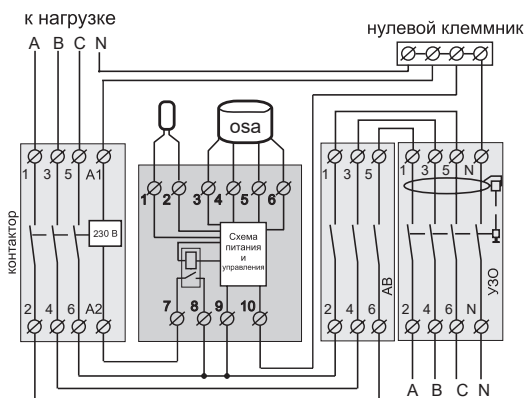 к нагрузке
нулевой клеммник
A B C N
osa
1 3 5 A1
1 2 3 4 5 6
1 3 5
1 3 5 N
контактор
230 В
Схема
питания
и
управления
АВ
УЗО
2 4 6 A2
7 8 9 10
2 4 6
2 4 6 N
A B C N